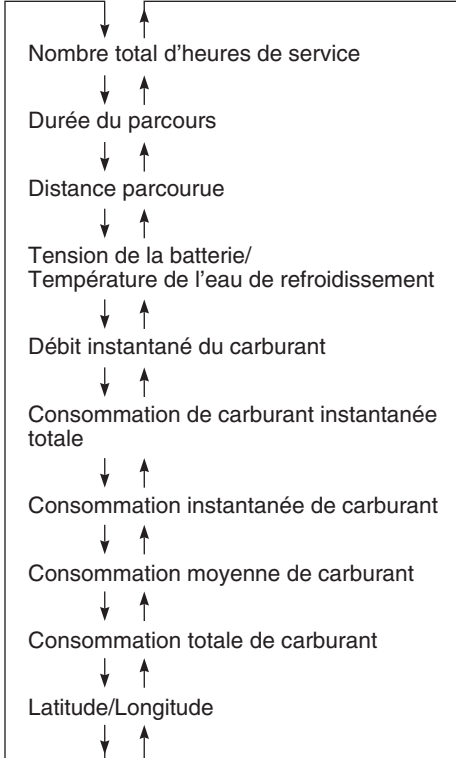 Nombre total d'heures de service
Durée du parcours
Distance parcourue
Tension de la batterie/
Température de l'eau de refroidissement
Débit instantané du carburant
Consommation de carburant instantanée
totale
Consommation instantanée de carburant
Consommation moyenne de carburant
Consommation totale de carburant
Latitude/Longitude